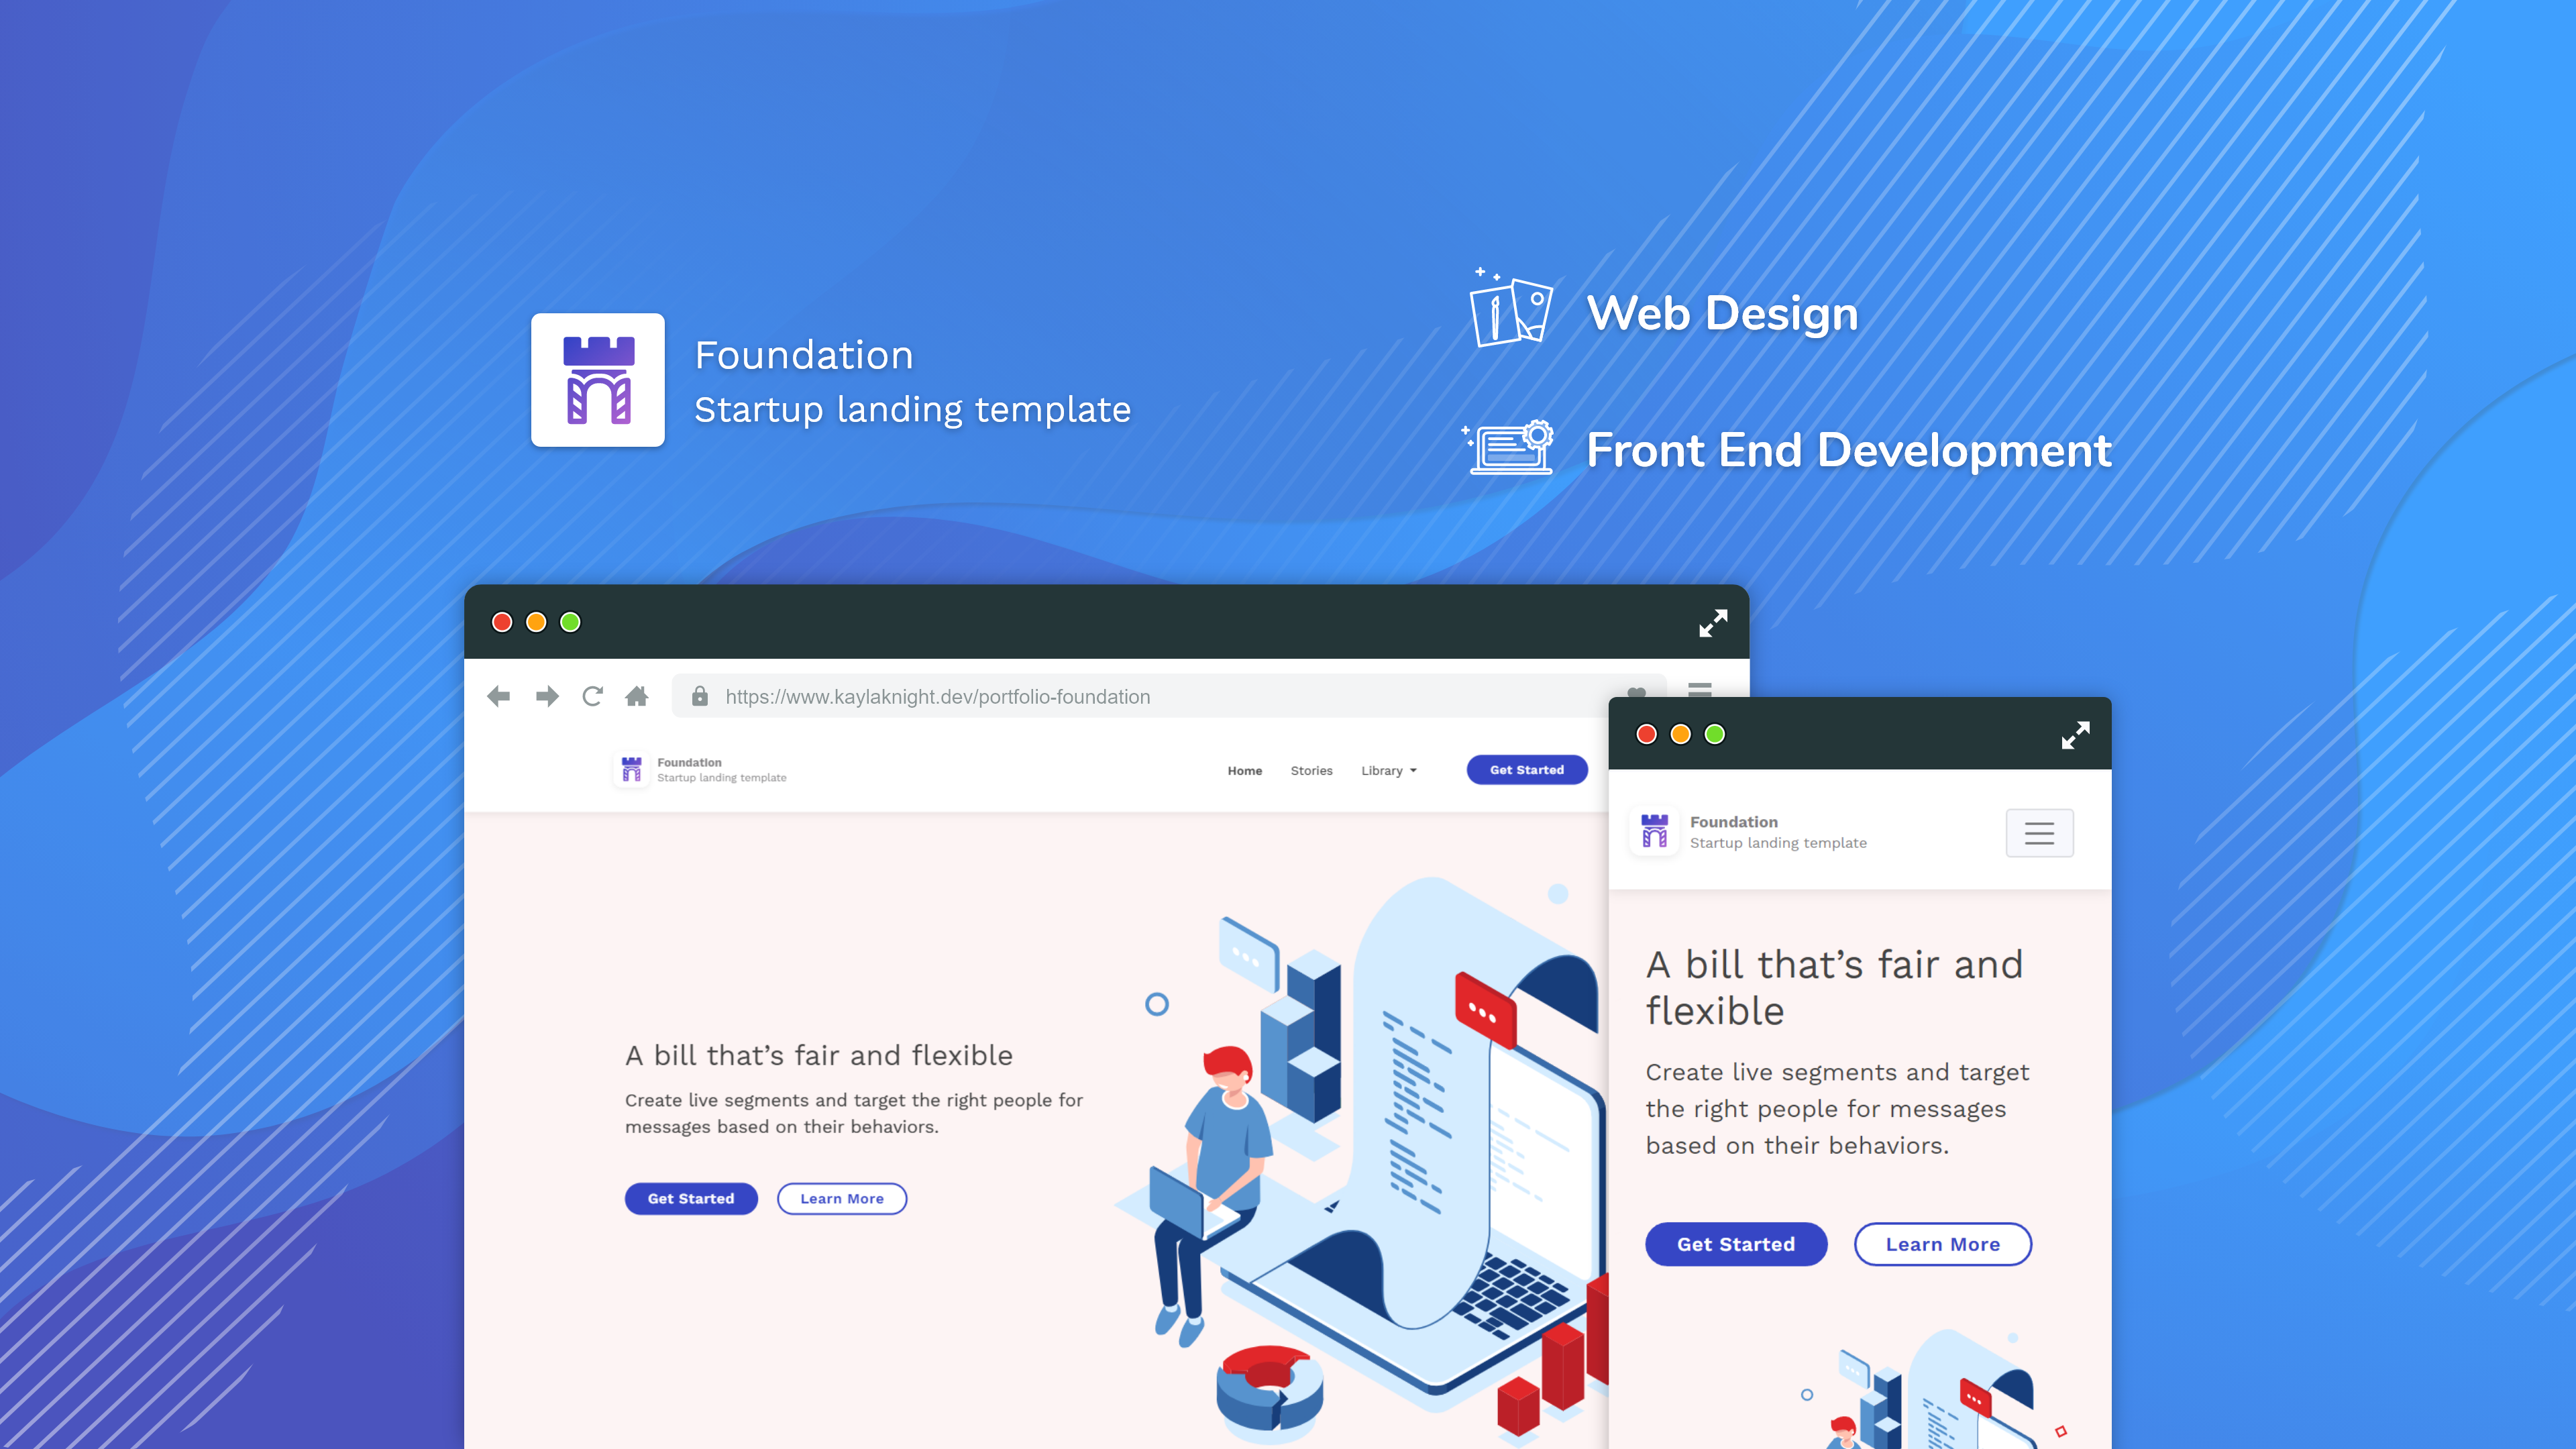 Foundation
Startup landing template
Web Design
Front End Development
https://www.kaylaknight.dev/portfolio-foundation
Foundation
Startup landing template
Home
Stories
Library
Get Started
A bill that’s fair and flexible
Create live segments and target the right people for
messages based on their behaviors.
Get Started
Learn More
Foundation
Startup landing template
A bill that’s fair and
flexible
Create live segments and target
the right people for messages
based on their behaviors.
Get Started
Learn More